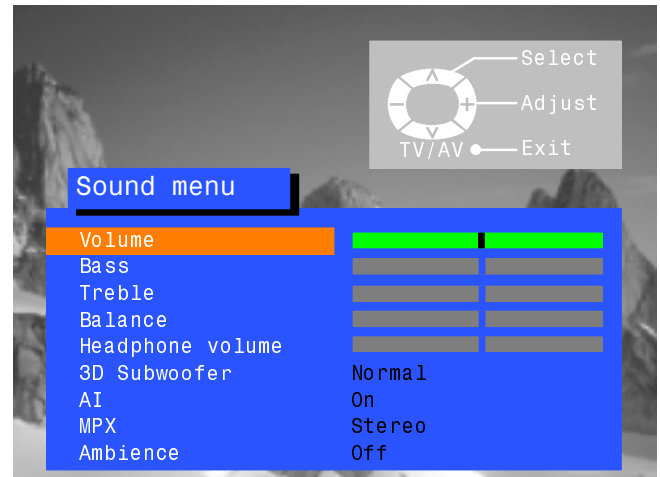 Select
Adjust
TV/AV Exit
Sound menu
Volume
Bass
Treble
Balance
Headphone volume
3D Subwoofer Normal
AI On
MPX Stereo
Ambience Off